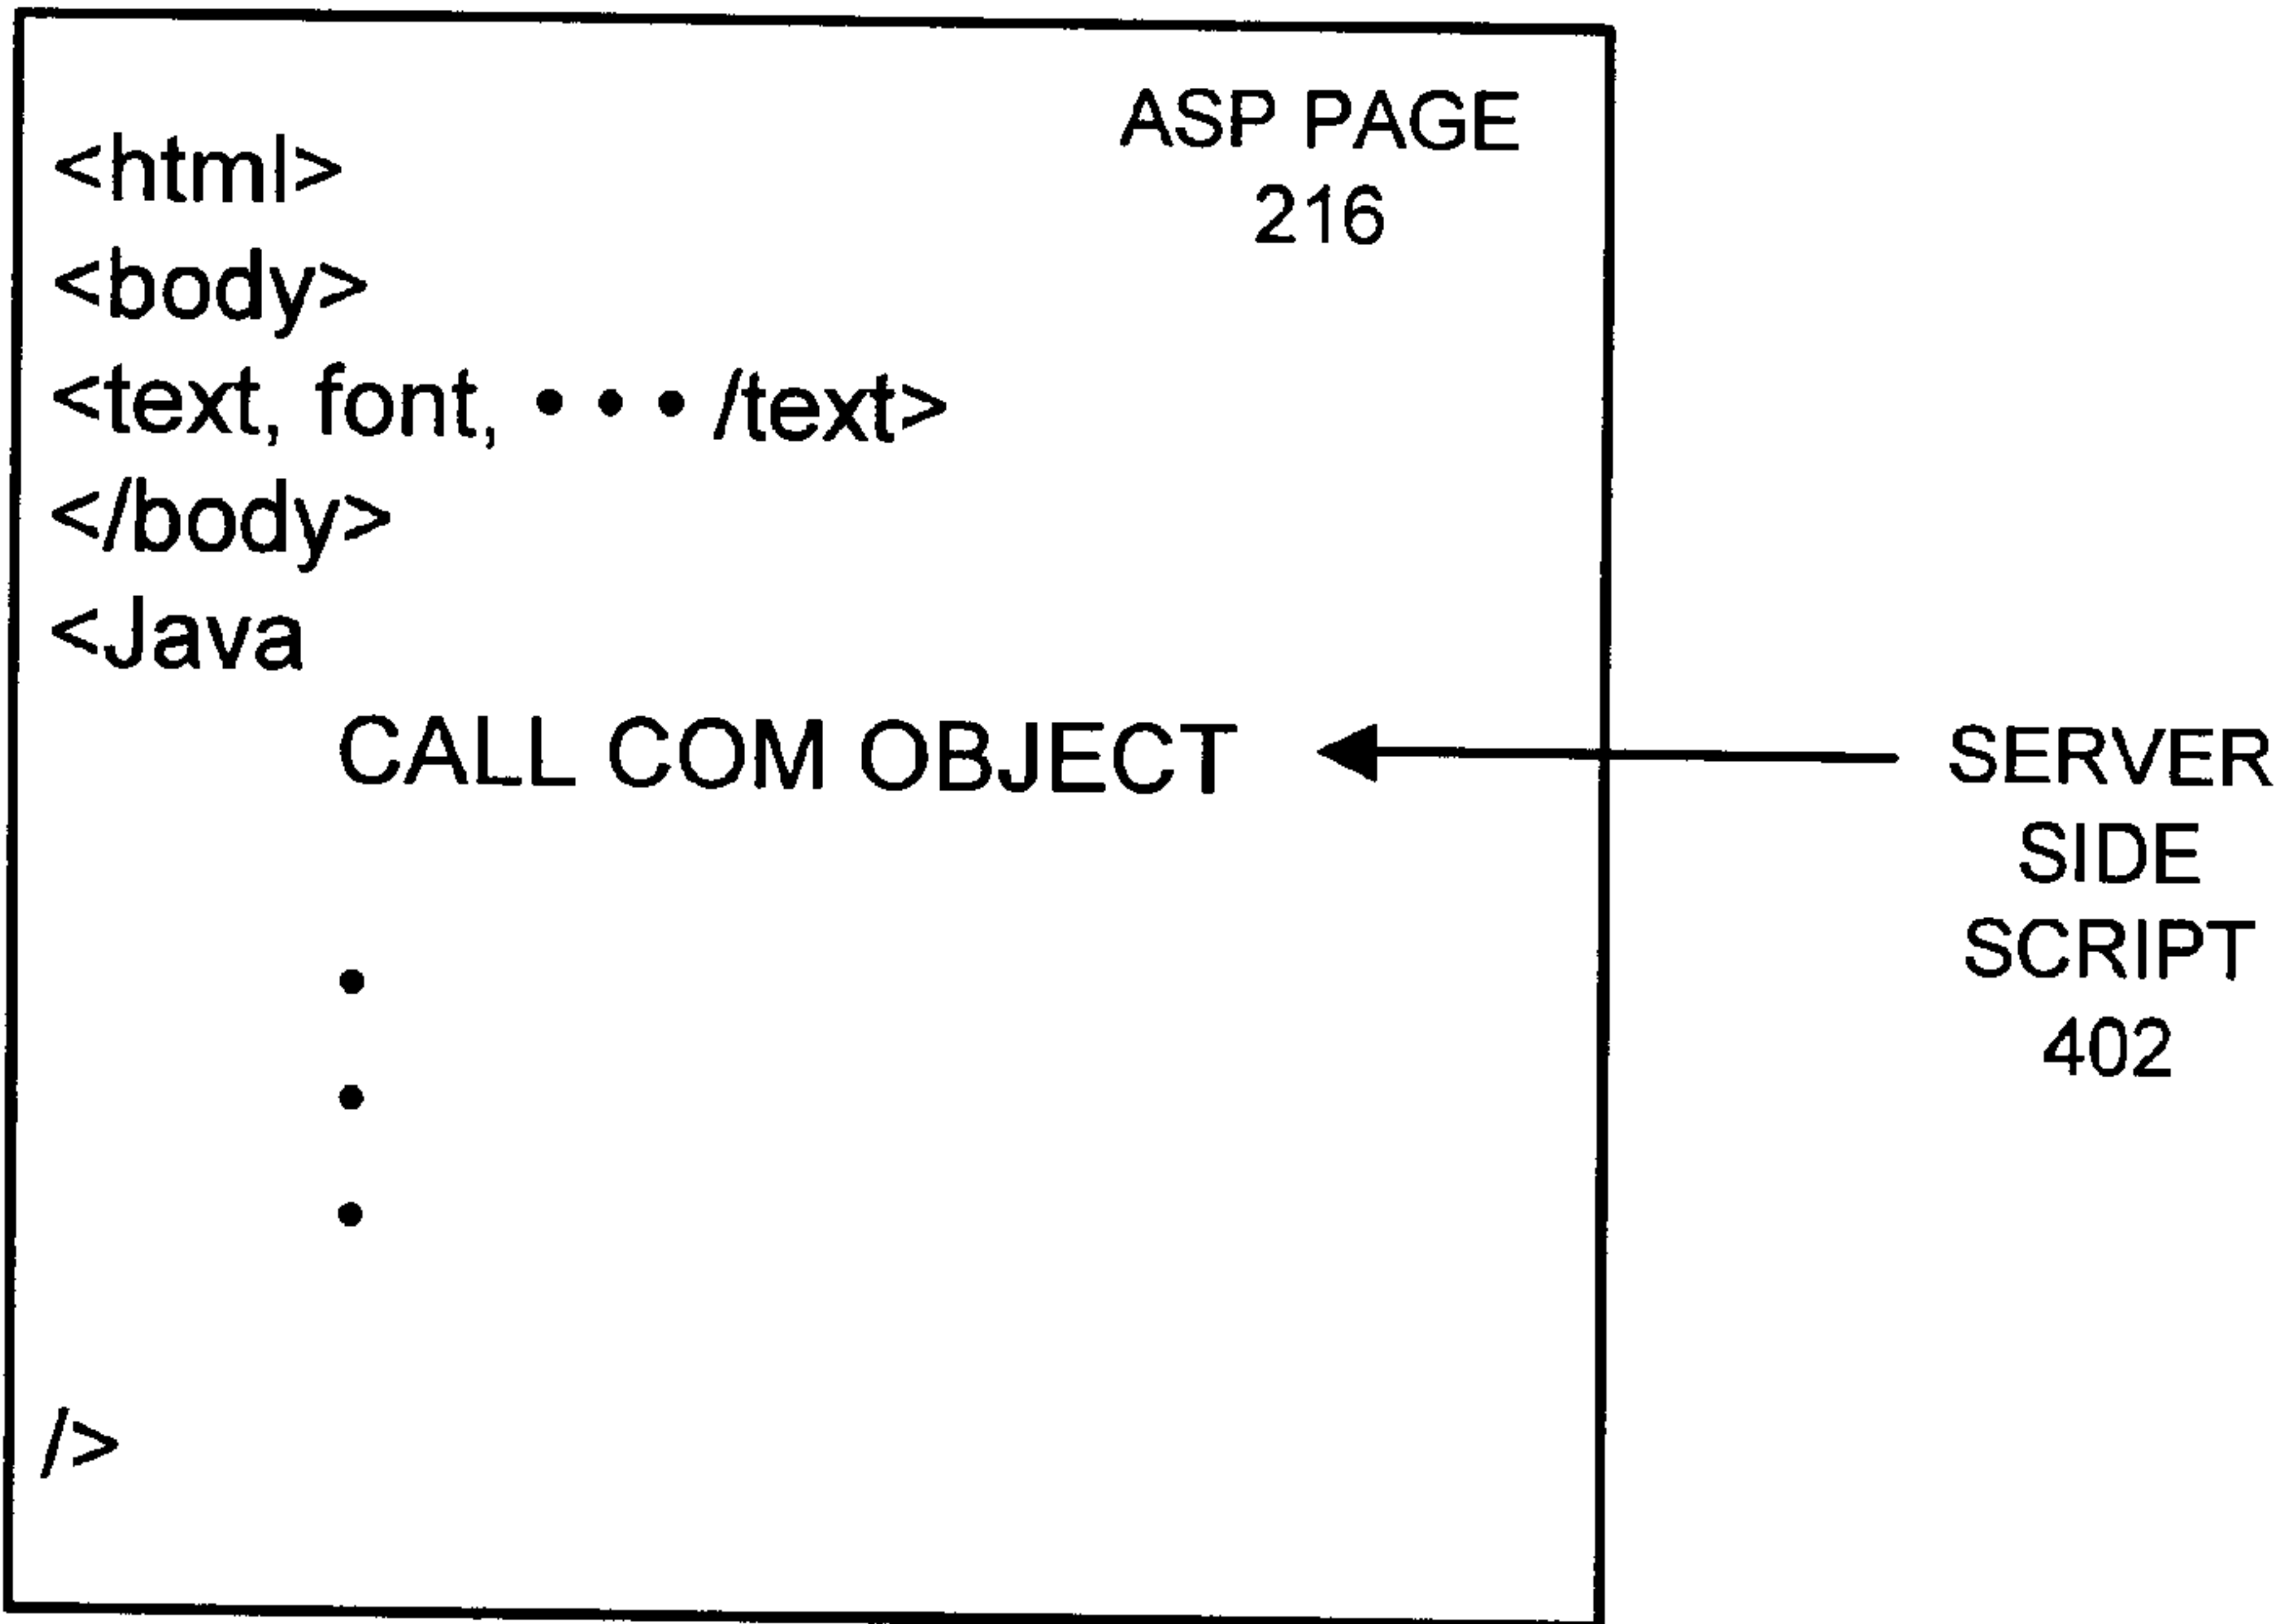 ASP PAGE
216
<html>
<body>
<text, font, • • • /text>
</body>
<Java
CALL COM OBJECT
•
•
•
/>
SERVER
SIDE
SCRIPT
402